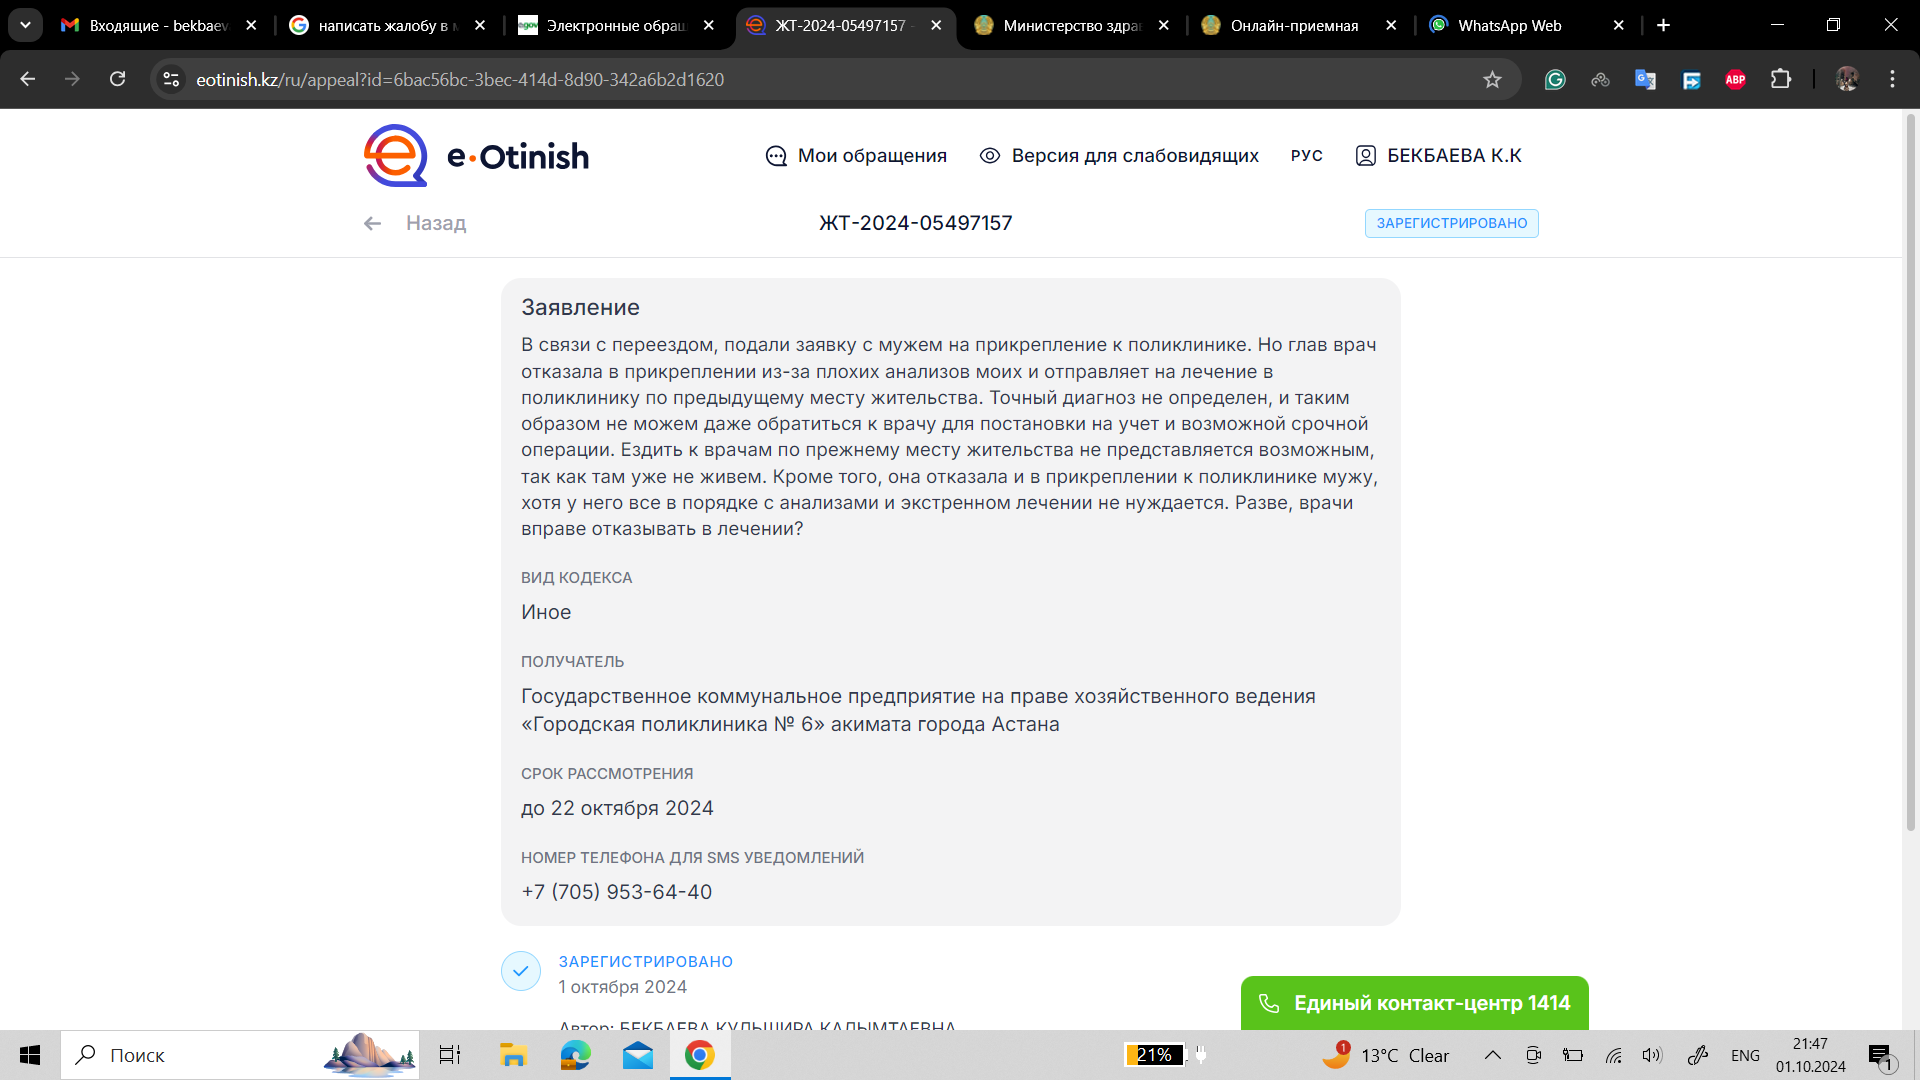 Входящие - bekbaev
написать жалобу в м
Электронные обращ
ЖТ-2024-05497157 -
Министерство здра
Онлайн-приемная
WhatsApp Web
eotinish.kz/ru/appeal?id=6bac56bc-3bec-414d-8d90-342a6b2d1620
ABP
e·Otinish
Мои обращения
Версия для слабовидящих
РУС
БЕКБАЕВА К.К
Назад
ЖТ-2024-05497157
ЗАРЕГИСТРИРОВАНО
Заявление
В связи с переездом, подали заявку с мужем на прикрепление к поликлинике. Но глав врач
отказала в прикреплении из-за плохих анализов моих и отправляет на лечение в
поликлинику по предыдущему месту жительства. Точный диагноз не определен, и таким
образом не можем даже обратиться к врачу для постановки на учет и возможной срочной
операции. Ездить к врачам по прежнему месту жительства не представляется возможным,
так как там уже не живем. Кроме того, она отказала и в прикреплении к поликлинике мужу,
хотя у него все в порядке с анализами и экстренном лечении не нуждается. Разве, врачи
вправе отказывать в лечении?
ВИД КОДЕКСА
Иное
ПОЛУЧАТЕЛЬ
Государственное коммунальное предприятие на праве хозяйственного ведения
«Городская поликлиника № 6» акимата города Астана
СРОК РАССМОТРЕНИЯ
до 22 октября 2024
НОМЕР ТЕЛЕФОНА ДЛЯ SMS УВЕДОМЛЕНИЙ
+7 (705) 953-64-40
ЗАРЕГИСТРИРОВАНО
1 октября 2024
Автор: БЕКБАЕВА КУЛЬШИРА КАДЫМТАЕВНА
Единый контакт-центр 1414
Поиск
21%
1
13°C Clear
ENG
21:47
01.10.2024
1